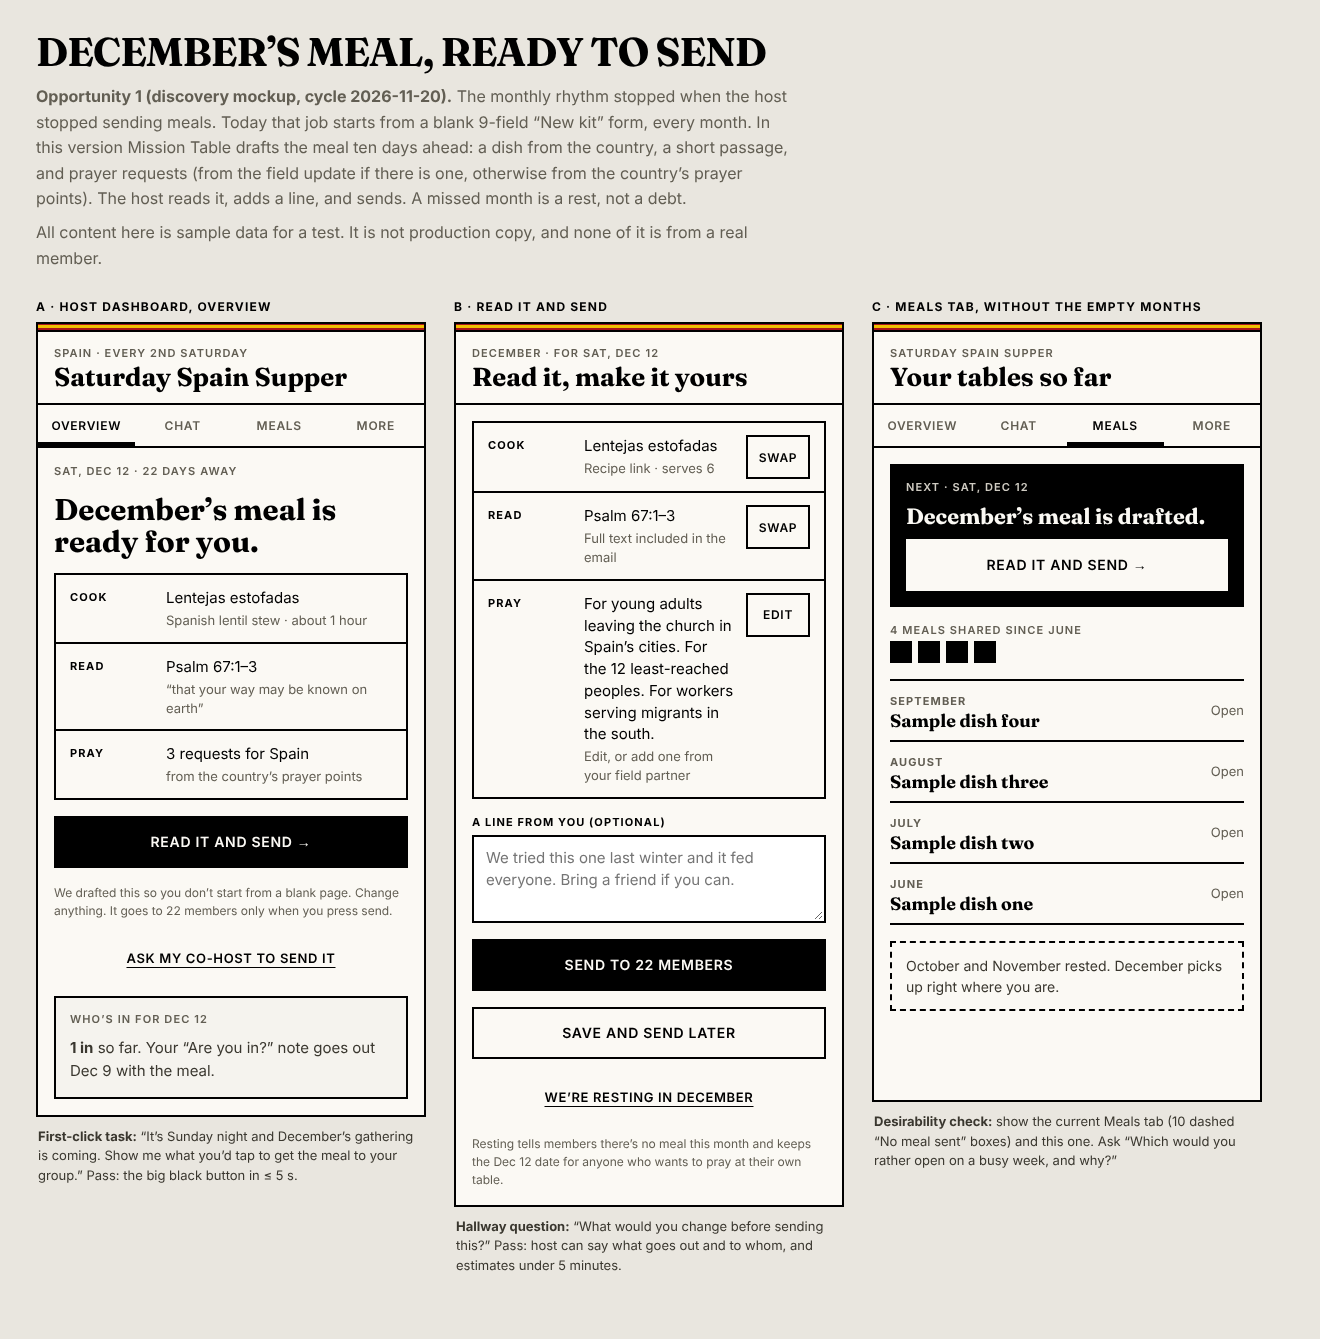 DECEMBER’S MEAL, READY TO SEND
Opportunity 1 (discovery mockup, cycle 2026-11-20). The monthly rhythm stopped when the host
stopped sending meals. Today that job starts from a blank 9-field “New kit” form, every month. In
this version Mission Table drafts the meal ten days ahead: a dish from the country, a short passage,
and prayer requests (from the field update if there is one, otherwise from the country’s prayer
points). The host reads it, adds a line, and sends. A missed month is a rest, not a debt.
All content here is sample data for a test. It is not production copy, and none of it is from a real
member.
A · HOST DASHBOARD, OVERVIEW
SPAIN · EVERY 2ND SATURDAY
Saturday Spain Supper
OVERVIEW CHAT MEALS MORE
SAT, DEC 12 · 22 DAYS AWAY
December’s meal is
ready for you.
COOK Lentejas estofadas
Spanish lentil stew · about 1 hour
READ Psalm 67:1–3
“that your way may be known on
earth”
PRAY 3 requests for Spain
from the country’s prayer points
READ IT AND SEND →
We drafted this so you don’t start from a blank page. Change
anything. It goes to 22 members only when you press send.
ASK MY CO-HOST TO SEND IT
WHO’S IN FOR DEC 12
1 in so far. Your “Are you in?” note goes out
Dec 9 with the meal.
First-click task: “It’s Sunday night and December’s gathering
is coming. Show me what you’d tap to get the meal to your
group.” Pass: the big black button in ≤ 5 s.
B · READ IT AND SEND
DECEMBER · FOR SAT, DEC 12
Read it, make it yours
COOK Lentejas estofadas SWAP
Recipe link · serves 6
READ Psalm 67:1–3 SWAP
Full text included in the
email
PRAY For young adults EDIT
leaving the church in
Spain’s cities. For
the 12 least-reached
peoples. For workers
serving migrants in
the south.
Edit, or add one from
your field partner
A LINE FROM YOU (OPTIONAL)
We tried this one last winter and it fed
everyone. Bring a friend if you can.
SEND TO 22 MEMBERS
SAVE AND SEND LATER
WE’RE RESTING IN DECEMBER
Resting tells members there’s no meal this month and keeps
the Dec 12 date for anyone who wants to pray at their own
table.
Hallway question: “What would you change before sending
this?” Pass: host can say what goes out and to whom, and
estimates under 5 minutes.
C · MEALS TAB, WITHOUT THE EMPTY MONTHS
SATURDAY SPAIN SUPPER
Your tables so far
OVERVIEW CHAT MEALS MORE
NEXT · SAT, DEC 12
December’s meal is drafted.
READ IT AND SEND →
4 MEALS SHARED SINCE JUNE
SEPTEMBER
Sample dish four Open
AUGUST
Sample dish three Open
JULY
Sample dish two Open
JUNE
Sample dish one Open
October and November rested. December picks
up right where you are.
Desirability check: show the current Meals tab (10 dashed
“No meal sent” boxes) and this one. Ask “Which would you
rather open on a busy week, and why?”